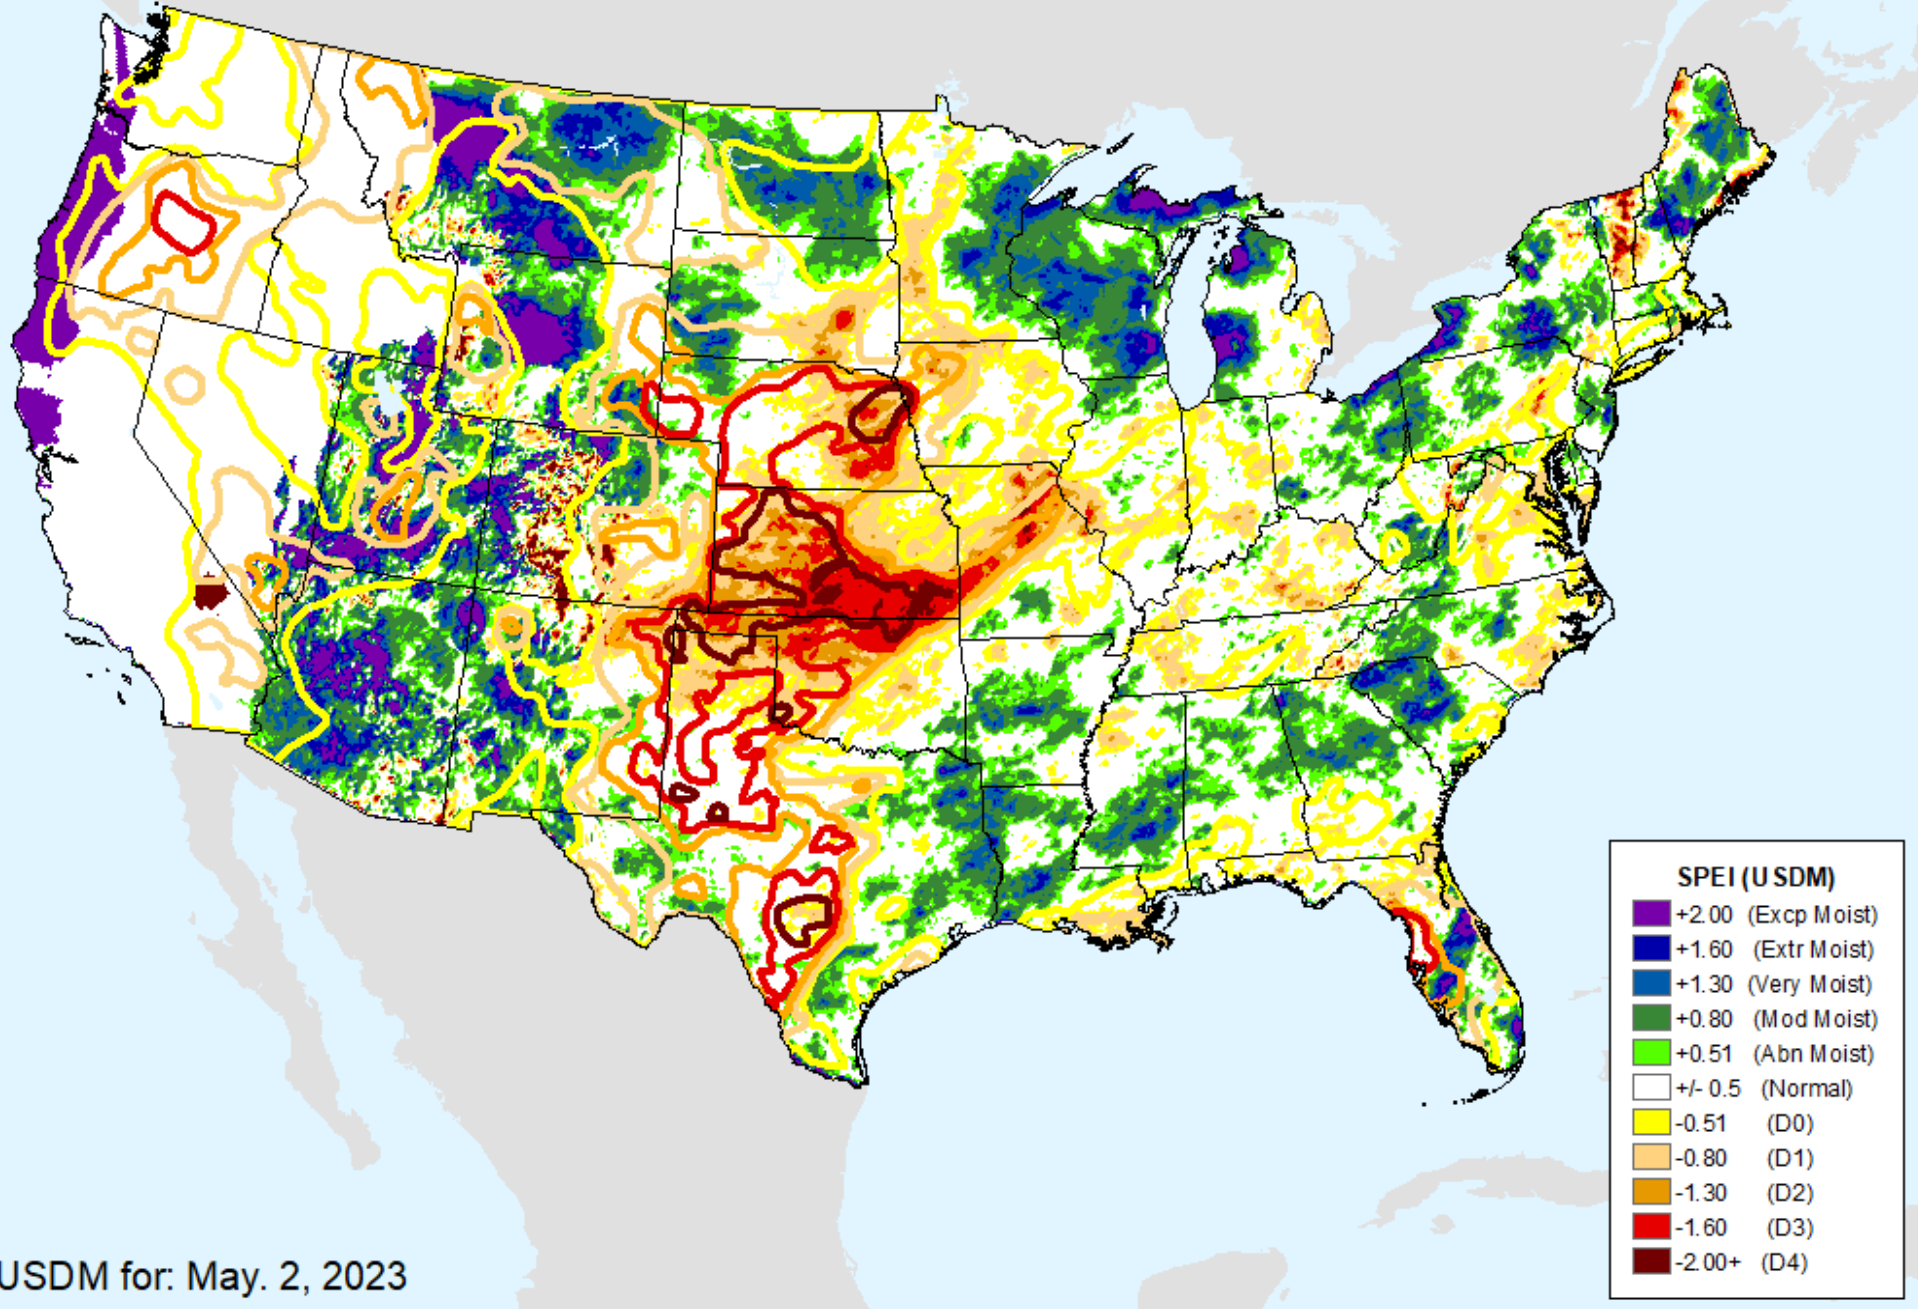 SPEI (USDM)
+2.00 (Excp Moist)
+1.60 (Extr Moist)
+1.30 (Very Moist)
+0.80 (Mod Moist)
+0.51 (Abn Moist)
+/- 0.5 (Normal)
-0.51 (D0)
-0.80 (D1)
-1.30 (D2)
-1.60 (D3)
-2.00+ (D4)
USDM for: May. 2, 2023